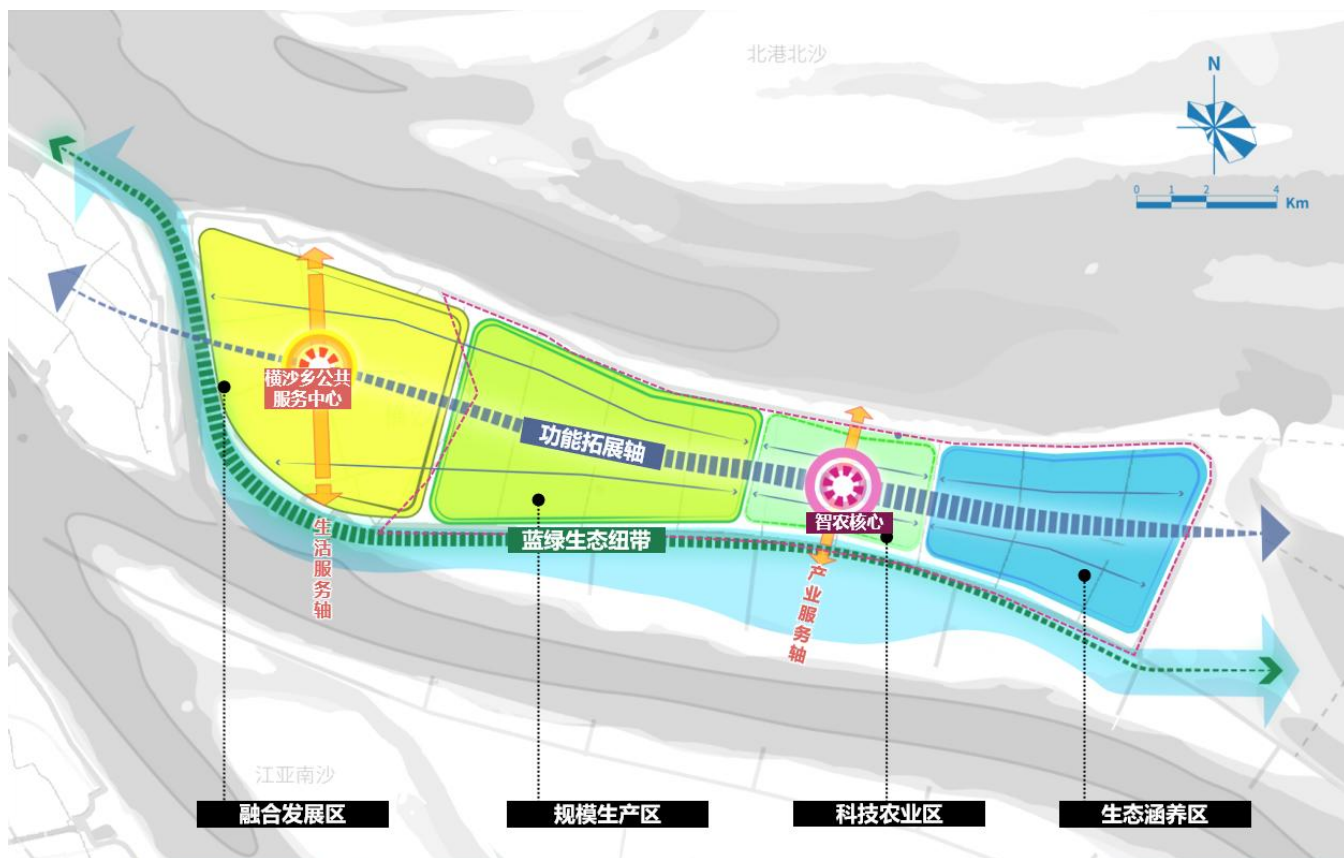 北港北沙
N
0 1 2 4
Km
横沙乡公共
服务中心
功能拓展轴
智农核心
蓝绿生态纽带
生活服务轴
产业服务轴
江亚南沙
融合发展区
规模生产区
科技农业区
生态涵养区